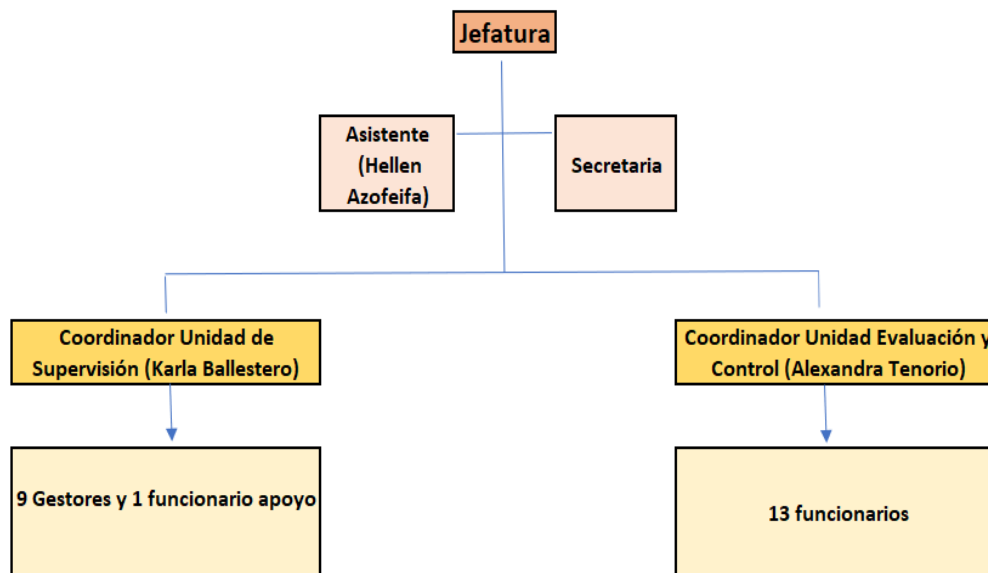 Jefatura
Asistente
(Hellen
Azofeifa)
Secretaria
Coordinador Unidad de
Supervisión (Karla Ballestero)
Coordinador Unidad Evaluación y
Control (Alexandra Tenorio)
9 Gestores y 1 funcionario apoyo
13 funcionarios